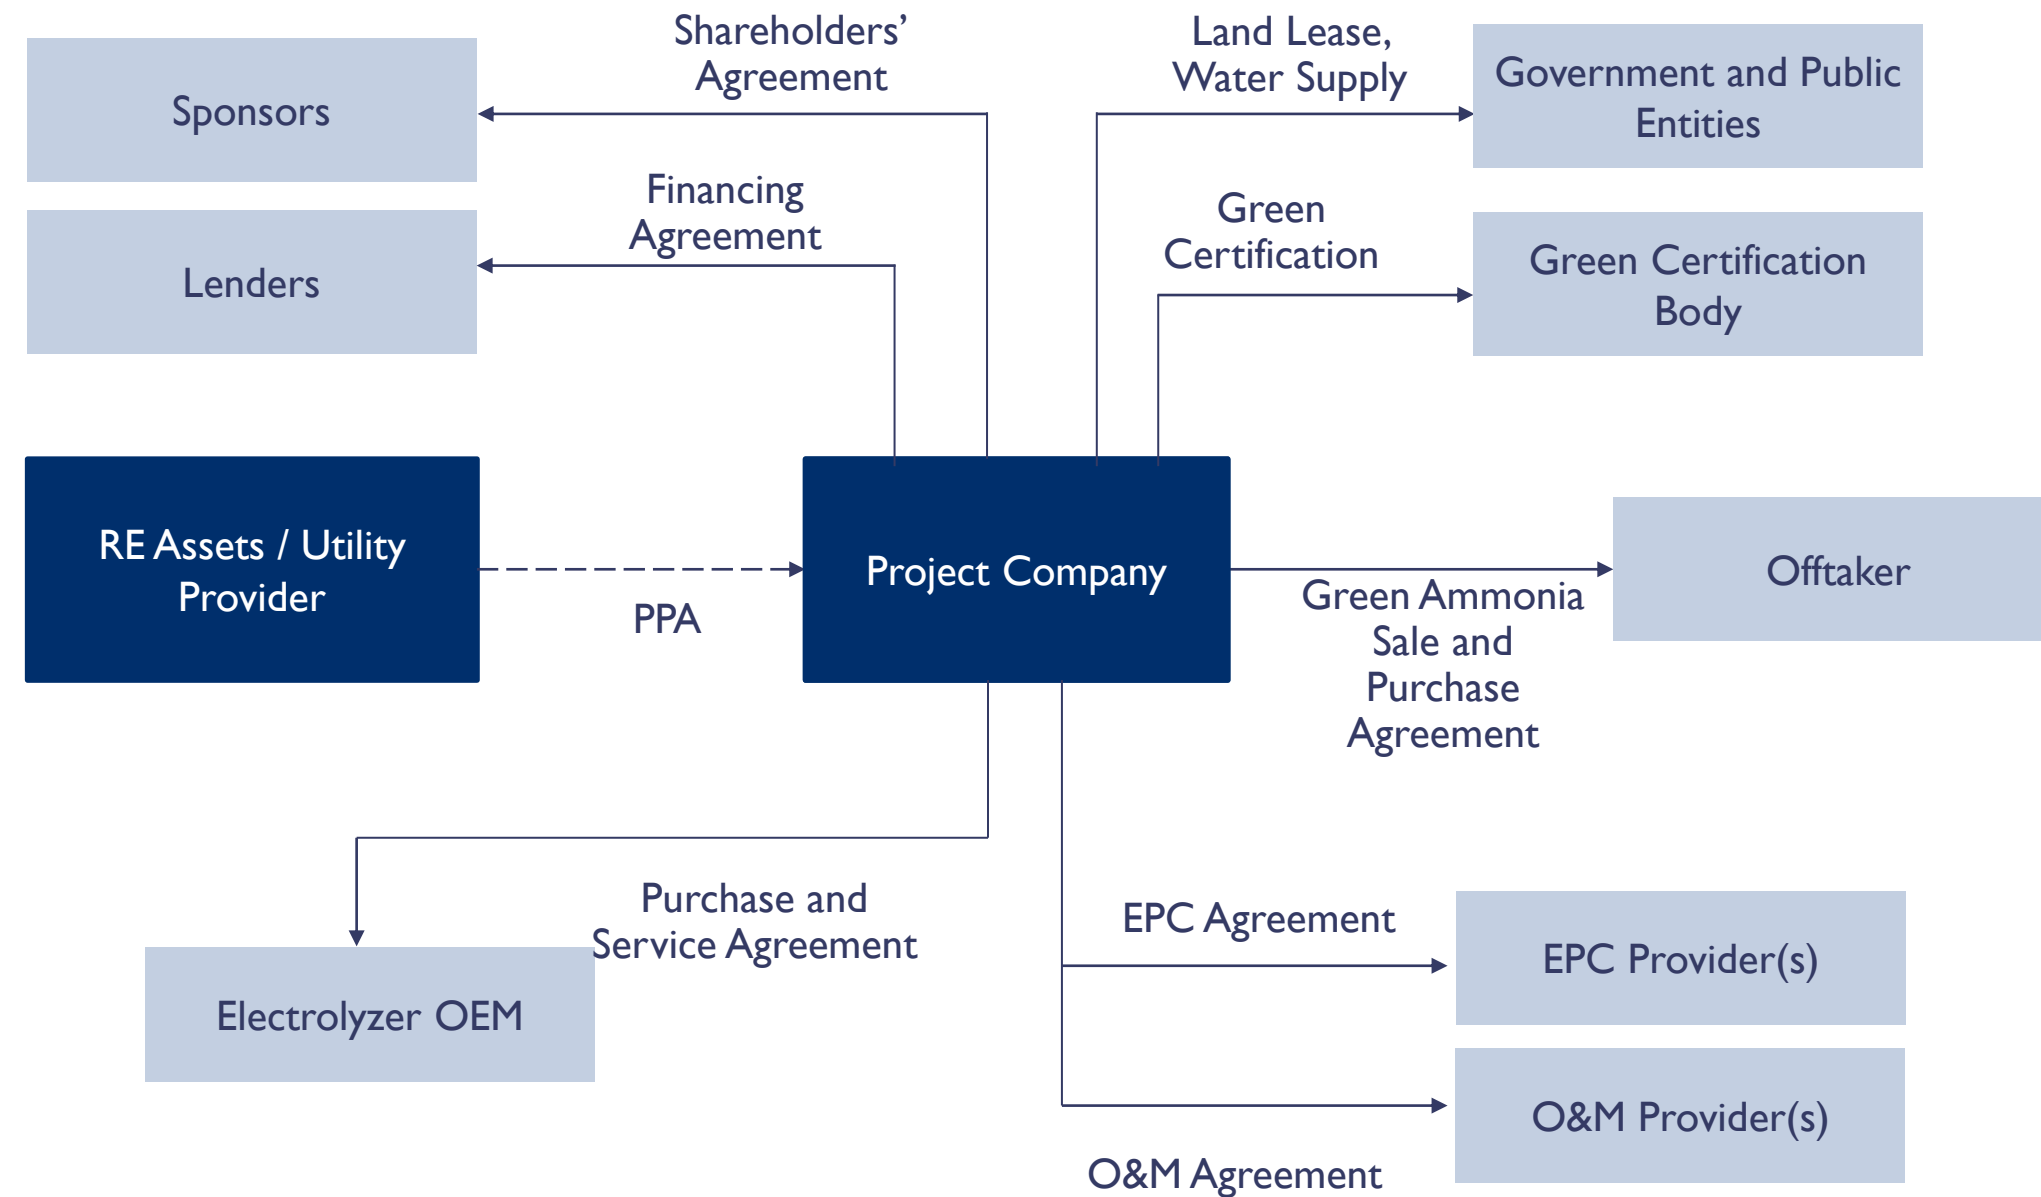 Shareholders’
Agreement
Land Lease,
Water Supply
Sponsors
Government and Public
Entities
Financing
Agreement
Green
Certification
Lenders
Green Certification
Body
RE Assets / Utility
Provider
PPA
Project Company
Offtaker
Green Ammonia
Sale and
Purchase
Agreement
Purchase and
Service Agreement
Electrolyzer OEM
EPC Agreement
EPC Provider(s)
O&M Provider(s)
O&M Agreement